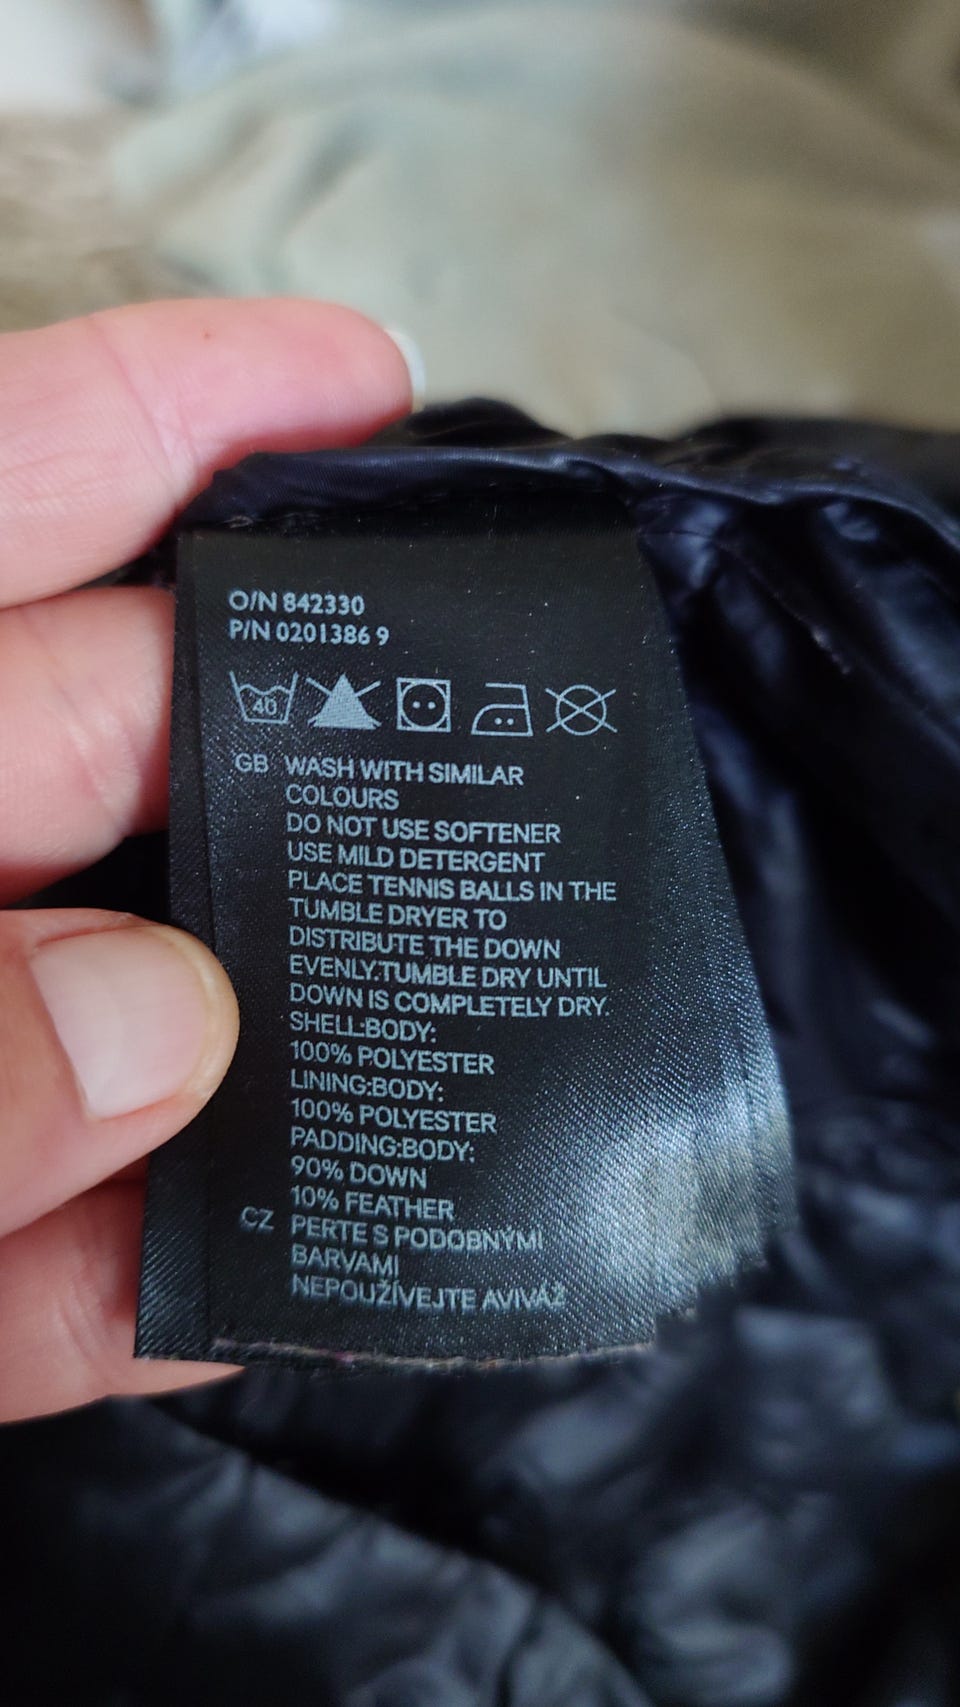 O/N 842330
P/N 0201386 9
40
GB WASH WITH SIMILAR
COLOURS
DO NOT USE SOFTENER
USE MILD DETERGENT
PLACE TENNIS BALLS IN THE
TUMBLE DRYER TO
DISTRIBUTE THE DOWN
EVENLY.TUMBLE DRY UNTIL
DOWN IS COMPLETELY DRY.
SHELL:BODY:
100% POLYESTER
LINING:BODY:
100% POLYESTER
PADDING:BODY:
90% DOWN
10% FEATHER
CZ PERTE S PODOBNÝMI
BARVAMI
NEPOUŽÍVEJTE AVIVÁŽ